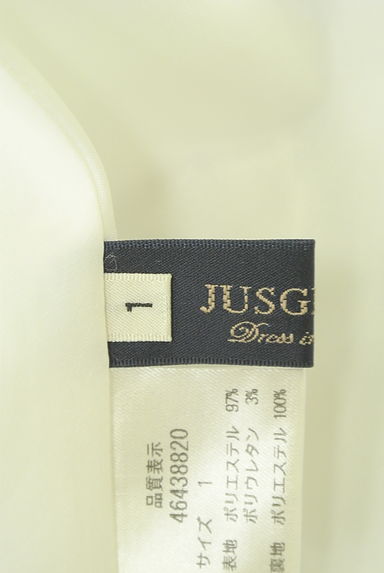 1
JUSG
Dress i
品質表示
46438820
サイズ 1
表地 ポリエステル 97%
ポリウレタン 3%
裏地 ポリエステル 100%